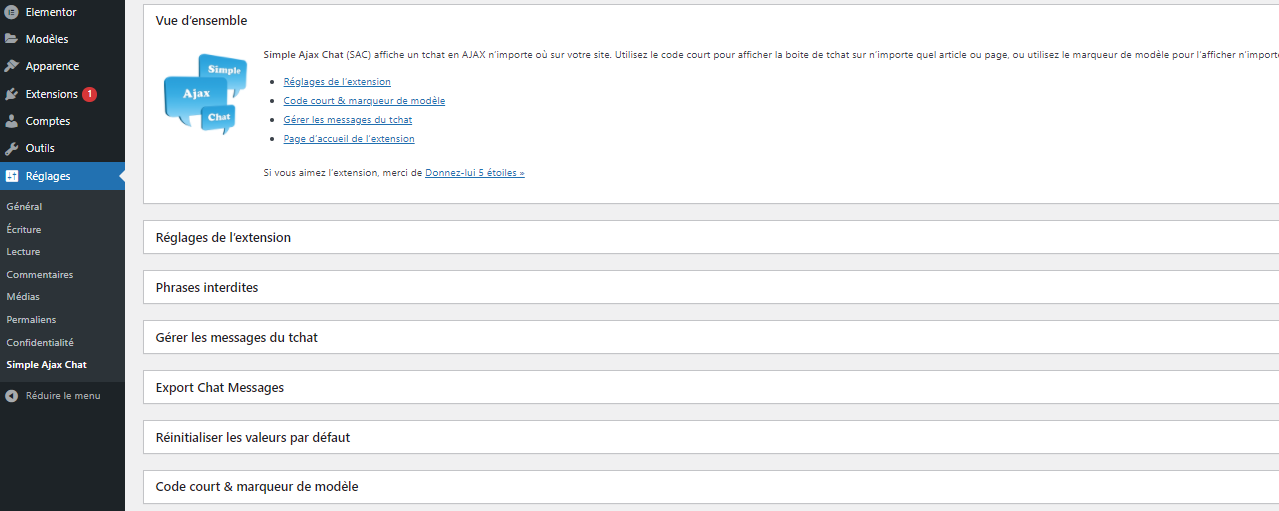 Elementor
Modèles
Apparence
Extensions 1
Comptes
Outils
Réglages
Général
Écriture
Lecture
Commentaires
Médias
Permaliens
Confidentialité
Simple Ajax Chat
Réduire le menu
Vue d’ensemble
Simple
Ajax
Chat
Simple Ajax Chat (SAC) affiche un tchat en AJAX n’importe où sur votre site. Utilisez le code court pour afficher la boite de tchat sur n’importe quel article ou page, ou utilisez le marqueur de modèle pour l’afficher n’importe
Réglages de l’extension
Code court & marqueur de modèle
Gérer les messages du tchat
Page d’accueil de l’extension
Si vous aimez l’extension, merci de Donnez-lui 5 étoiles »
Réglages de l’extension
Phrases interdites
Gérer les messages du tchat
Export Chat Messages
Réinitialiser les valeurs par défaut
Code court & marqueur de modèle